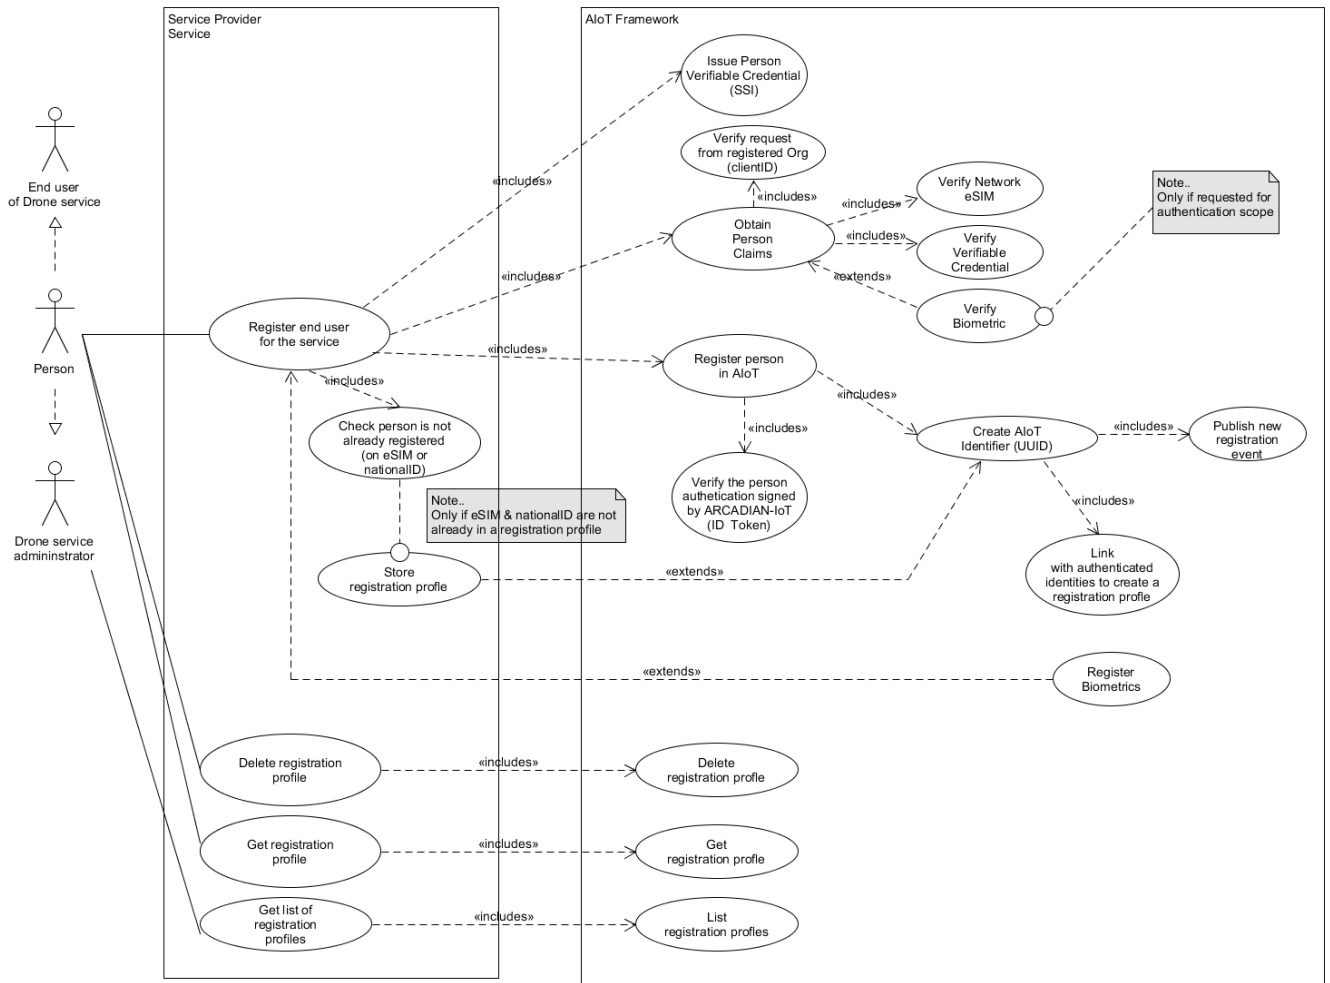 Service Provider
Service
AIoT Framework
Issue Person
Verifiable Credential
(SSI)
Verify request
from registered Org
(clientID)
«includes»
«includes»
Verify Network
eSIM
«includes»
Note..
Only if requested for
authentication scope
End user
of Drone service
Obtain
Person
Claims
«includes»
Verify
Verifiable
Credential
«includes»
«extends»
Verify
Biometric
Register end user
for the service
«includes»
Register person
in AIoT
Person
«includes»
«includes»
Check person is not
already registered
(on eSIM or
nationalID)
«includes»
Create AIoT
Identifier (UUID)
«includes»
Publish new
registration
event
Verify the person
authetication signed
by ARCADIAN-IoT
(ID Token)
Note..
Only if eSIM & nationalID are not
already in a registration profile
«includes»
Drone service
admininstrator
Store
registration profle
«extends»
Link
with authenticated
identities to create a
registration profle
«extends»
Register
Biometrics
Delete registration
profile
«includes»
Delete
registration profle
Get registration
profile
«includes»
Get
registration profle
Get list of
registration
profiles
«includes»
List
registration profles